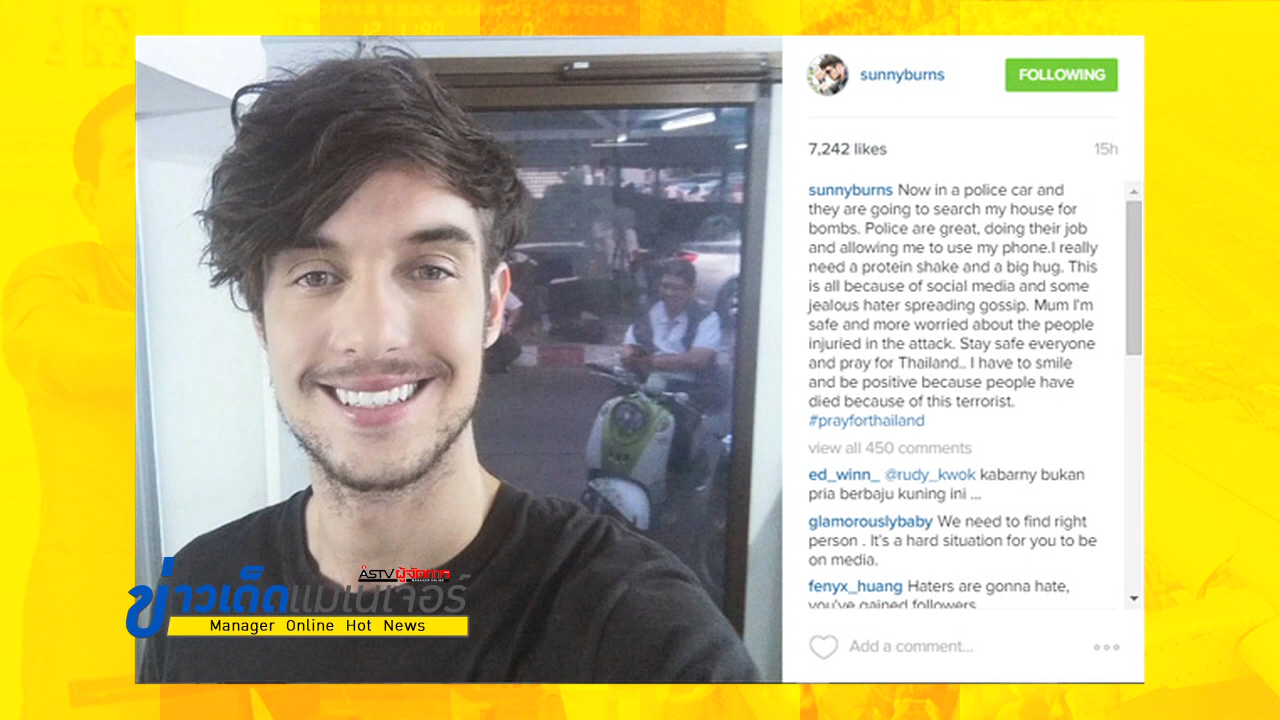 sunnyburns
FOLLOWING
7,242 likes
15h
sunnyburns Now in a police car and
they are going to search my house for
bombs. Police are great, doing their job
and allowing me to use my phone.I really
need a protein shake and a big hug. This
is all because of social media and some
jealous hater spreading gossip. Mum I'm
safe and more worried about the people
injuried in the attack. Stay safe everyone
and pray for Thailand.. I have to smile
and be positive because people have
died because of this terrorist.
#prayforthailand
view all 450 comments
ed_winn_ @rudy_kwok kabarny bukan
pria berbaju kuning ini ...
glamorouslybaby We need to find right
person . It's a hard situation for you to be
on media.
fenyx_huang Haters are gonna hate,
you've gained followers
Add a comment...
ASTV ผู้จัดการ
MANAGER ONLINE
ข่าวเด็ดแมเนเจอร์
Manager Online Hot News